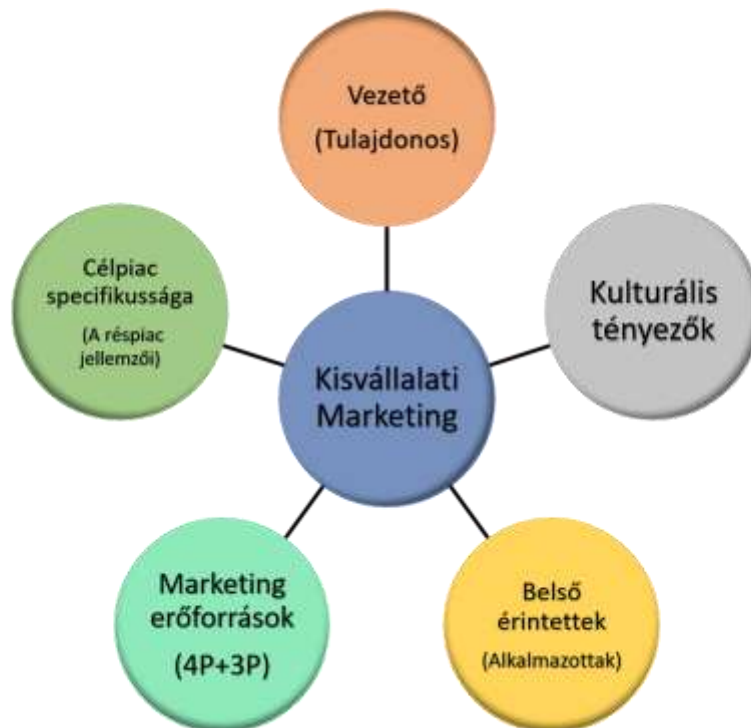 Vezető
(Tulajdonos)
Célpiac
specifikussága
(A réspiac
jellemzői)
Kulturális
tényezők
Kisvállalati
Marketing
Marketing
erőforrások
(4P+3P)
Belső
érintettek
(Alkalmazottak)